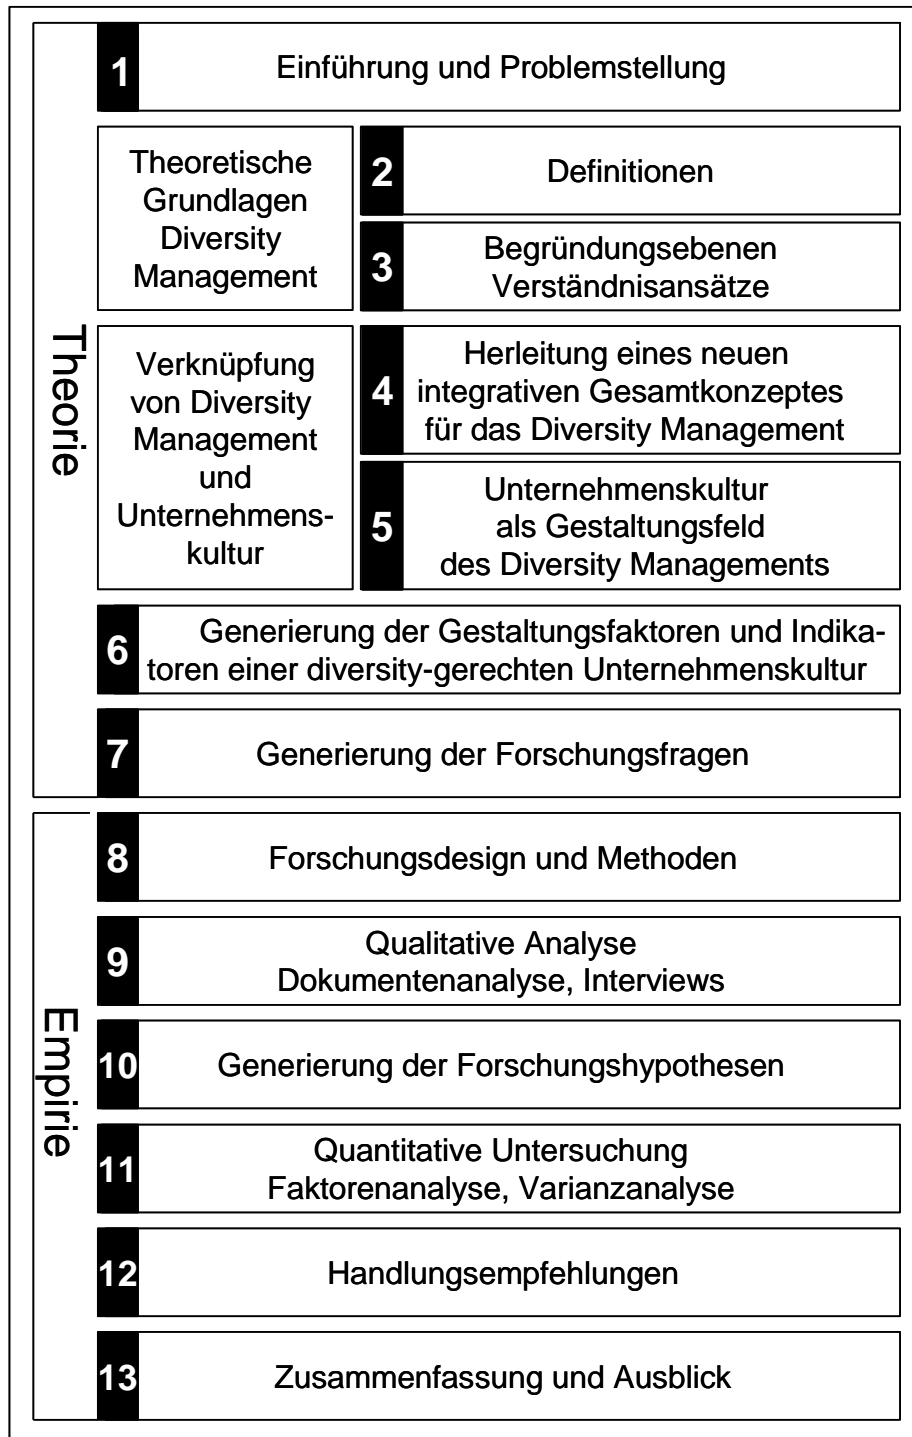 Theorie
1
Einführung und Problemstellung
Theoretische
Grundlagen
Diversity
Management
2
Definitionen
3
Begründungsebenen
Verständnisansätze
Verknüpfung
von Diversity
Management
und
Unternehmens-
kultur
4
Herleitung eines neuen
integrativen Gesamtkonzeptes
für das Diversity Management
5
Unternehmenskultur
als Gestaltungsfeld
des Diversity Managements
6
Generierung der Gestaltungsfaktoren und Indika-
toren einer diversity-gerechten Unternehmenskultur
7
Generierung der Forschungsfragen
Empirie
8
Forschungsdesign und Methoden
9
Qualitative Analyse
Dokumentenanalyse, Interviews
10
Generierung der Forschungshypothesen
11
Quantitative Untersuchung
Faktorenanalyse, Varianzanalyse
12
Handlungsempfehlungen
13
Zusammenfassung und Ausblick